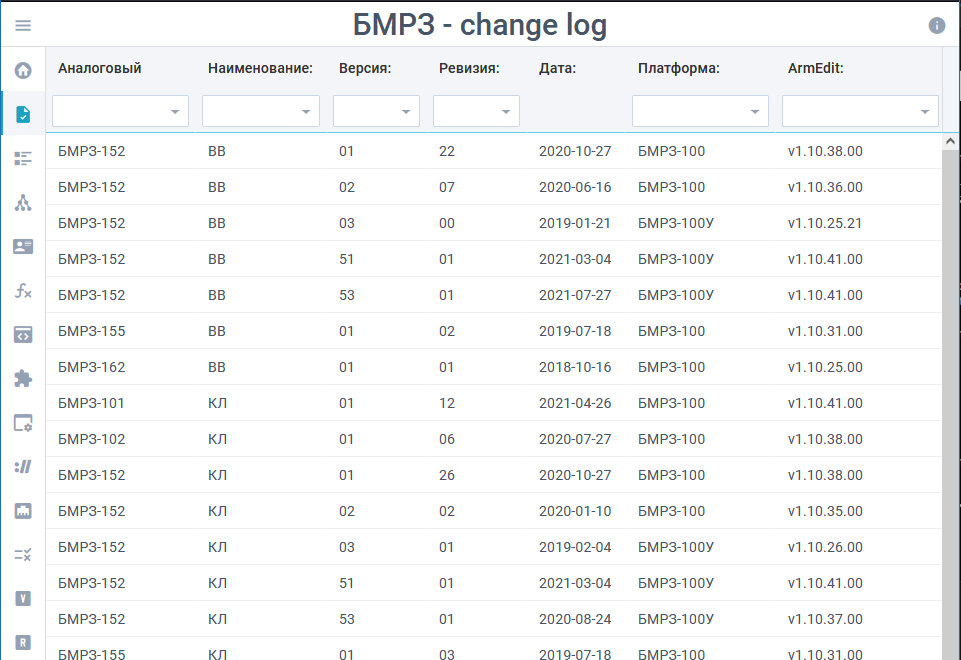 БМРЗ - change log
Аналоговый Наименование: Версия: Ревизия: Дата: Платформа: ArmEdit:
БМРЗ-152 ВВ 01 22 2020-10-27 БМРЗ-100 v1.10.38.00
БМРЗ-152 ВВ 02 07 2020-06-16 БМРЗ-100 v1.10.36.00
БМРЗ-152 ВВ 03 00 2019-01-21 БМРЗ-100У v1.10.25.21
БМРЗ-152 ВВ 51 01 2021-03-04 БМРЗ-100У v1.10.41.00
БМРЗ-152 ВВ 53 01 2021-07-27 БМРЗ-100У v1.10.41.00
БМРЗ-155 ВВ 01 02 2019-07-18 БМРЗ-100 v1.10.31.00
БМРЗ-162 ВВ 01 01 2018-10-16 БМРЗ-100 v1.10.25.00
БМРЗ-101 КЛ 01 12 2021-04-26 БМРЗ-100 v1.10.41.00
БМРЗ-102 КЛ 01 06 2020-07-27 БМРЗ-100 v1.10.38.00
БМРЗ-152 КЛ 01 26 2020-10-27 БМРЗ-100 v1.10.38.00
БМРЗ-152 КЛ 02 02 2020-01-10 БМРЗ-100 v1.10.35.00
БМРЗ-152 КЛ 03 01 2019-02-04 БМРЗ-100У v1.10.26.00
БМРЗ-152 КЛ 51 01 2021-03-04 БМРЗ-100У v1.10.41.00
БМРЗ-152 КЛ 53 01 2020-08-24 БМРЗ-100У v1.10.37.00
БМРЗ-155 КЛ 01 03 2019-07-18 БМРЗ-100 v1.10.31.00